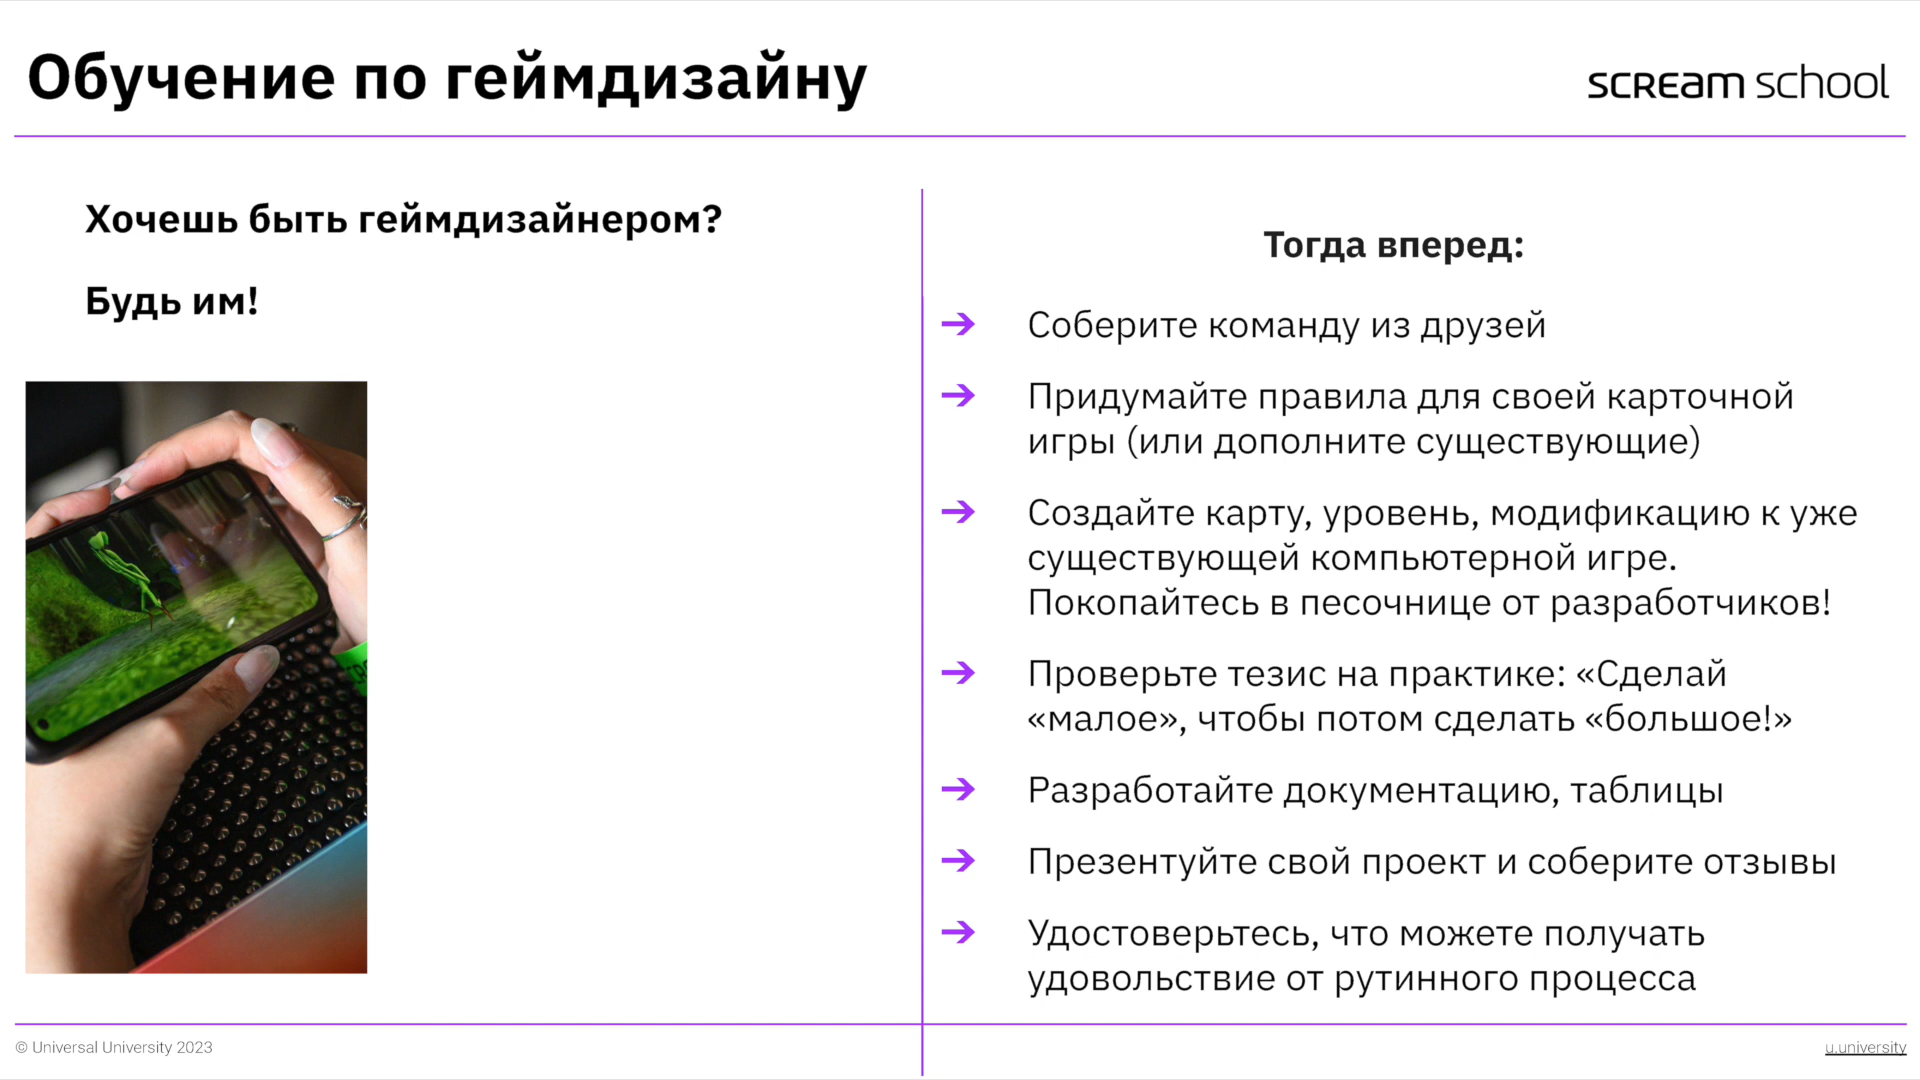 Обучение по геймдизайну
scream school
Хочешь быть геймдизайнером?
Будь им!
Тогда вперед:
➔ Соберите команду из друзей
➔ Придумайте правила для своей карточной
игры (или дополните существующие)
➔ Создайте карту, уровень, модификацию к уже
существующей компьютерной игре.
Покопайтесь в песочнице от разработчиков!
➔ Проверьте тезис на практике: «Сделай
«малое», чтобы потом сделать «большое!»
➔ Разработайте документацию, таблицы
➔ Презентуйте свой проект и соберите отзывы
➔ Удостоверьтесь, что можете получать
удовольствие от рутинного процесса
© Universal University 2023
u.university